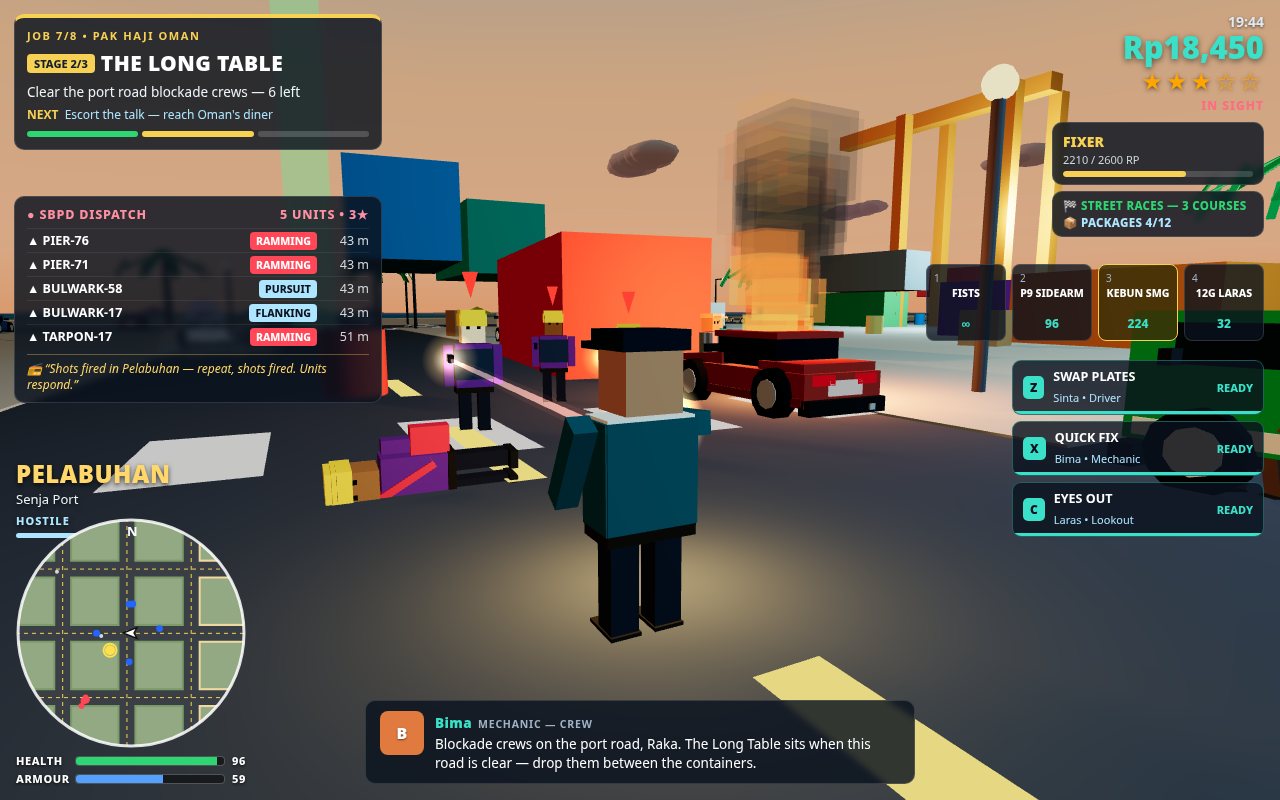 JOB 7/8 • PAK HAJI OMAN
STAGE 2/3 THE LONG TABLE
Clear the port road blockade crews — 6 left
NEXT Escort the talk — reach Oman's diner
● SBPD DISPATCH 5 UNITS • 3★
▲ PIER-76 RAMMING 43 m
▲ PIER-71 RAMMING 43 m
▲ BULWARK-58 PURSUIT 43 m
▲ BULWARK-17 FLANKING 43 m
▲ TARPON-17 RAMMING 51 m
📻 “Shots fired in Pelabuhan — repeat, shots fired. Units
respond.”
19:44
Rp18,450
★ ★ ★ ☆ ☆
IN SIGHT
FIXER
2210 / 2600 RP
🏁 STREET RACES — 3 COURSES
📦 PACKAGES 4/12
1 FISTS ∞
2 P9 SIDEARM 96
3 KEBUN SMG 224
4 12G LARAS 32
Z SWAP PLATES READY
Sinta • Driver
X QUICK FIX READY
Bima • Mechanic
C EYES OUT READY
Laras • Lookout
PELABUHAN
Senja Port
HOSTILE
N
HEALTH 96
ARMOUR 59
B
Bima MECHANIC — CREW
Blockade crews on the port road, Raka. The Long Table sits when this
road is clear — drop them between the containers.